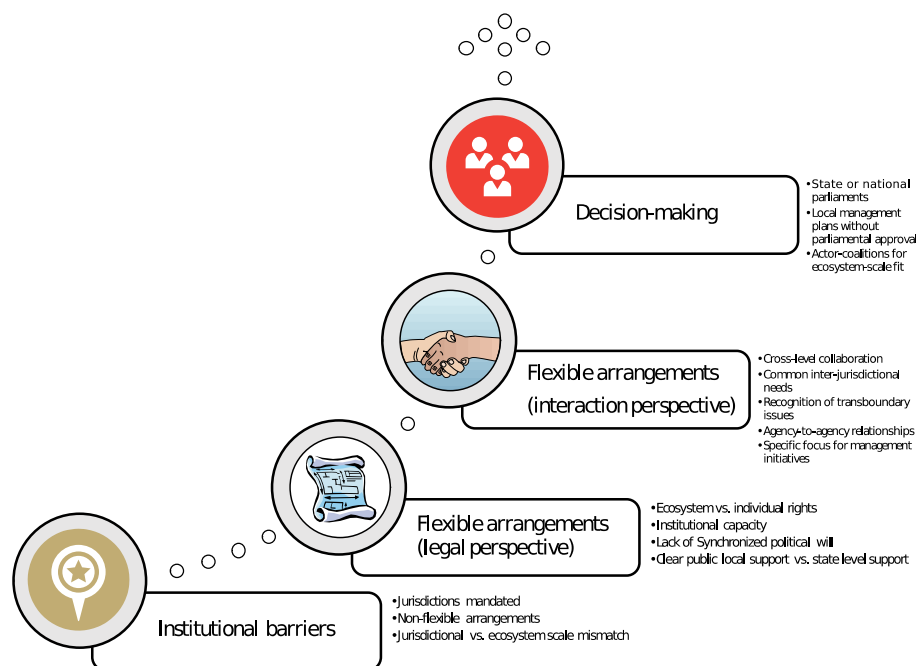 Decision-making
•State or national
parliaments
•Local management
plans without
parliamental approval
•Actor-coalitions for
ecosystem-scale fit
Flexible arrangements
(interaction perspective)
•Cross-level collaboration
•Common inter-jurisdictional
needs
•Recognition of transboundary
issues
•Agency-to-agency relationships
•Specific focus for management
initiatives
Flexible arrangements
(legal perspective)
•Ecosystem vs. individual rights
•Institutional capacity
•Lack of Synchronized political will
•Clear public local support vs. state level support
Institutional barriers
•Jurisdictions mandated
•Non-flexible arrangements
•Jurisdictional vs. ecosystem scale mismatch